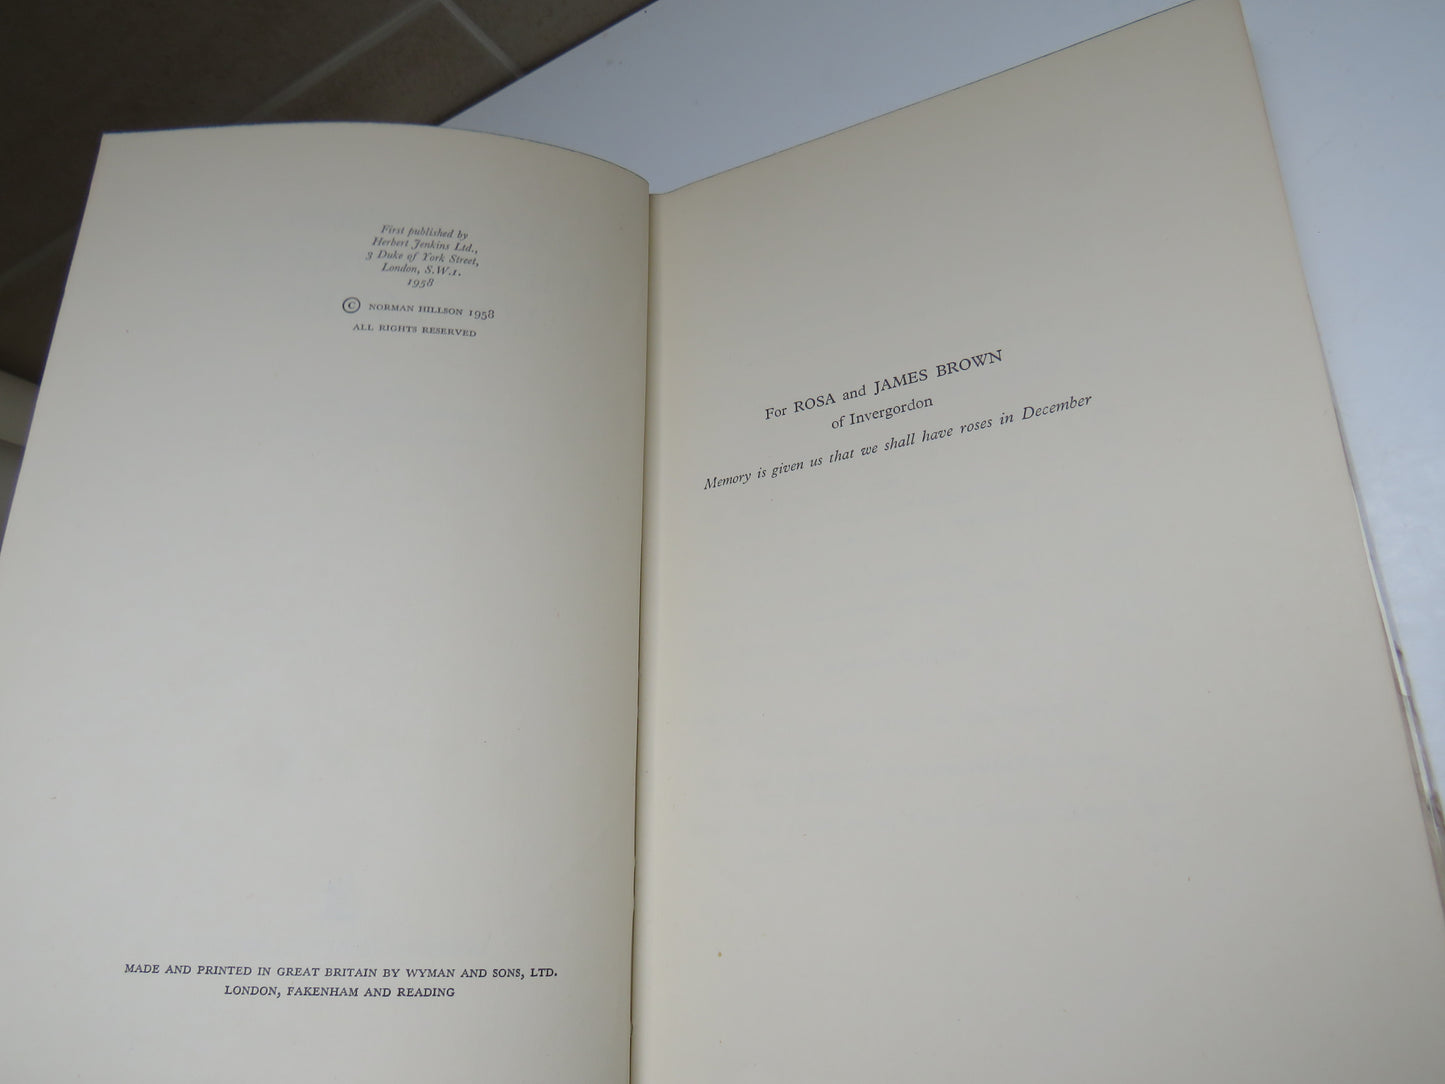 First published by
Herbert Jenkins Ltd.,
3 Duke of York Street,
London, S.W.1.
1958
© NORMAN HILLSON 1958
ALL RIGHTS RESERVED
MADE AND PRINTED IN GREAT BRITAIN BY WYMAN AND SONS, LTD.
LONDON, FAKENHAM AND READING
For ROSA and JAMES BROWN
of Invergordon
Memory is given us that we shall have roses in December